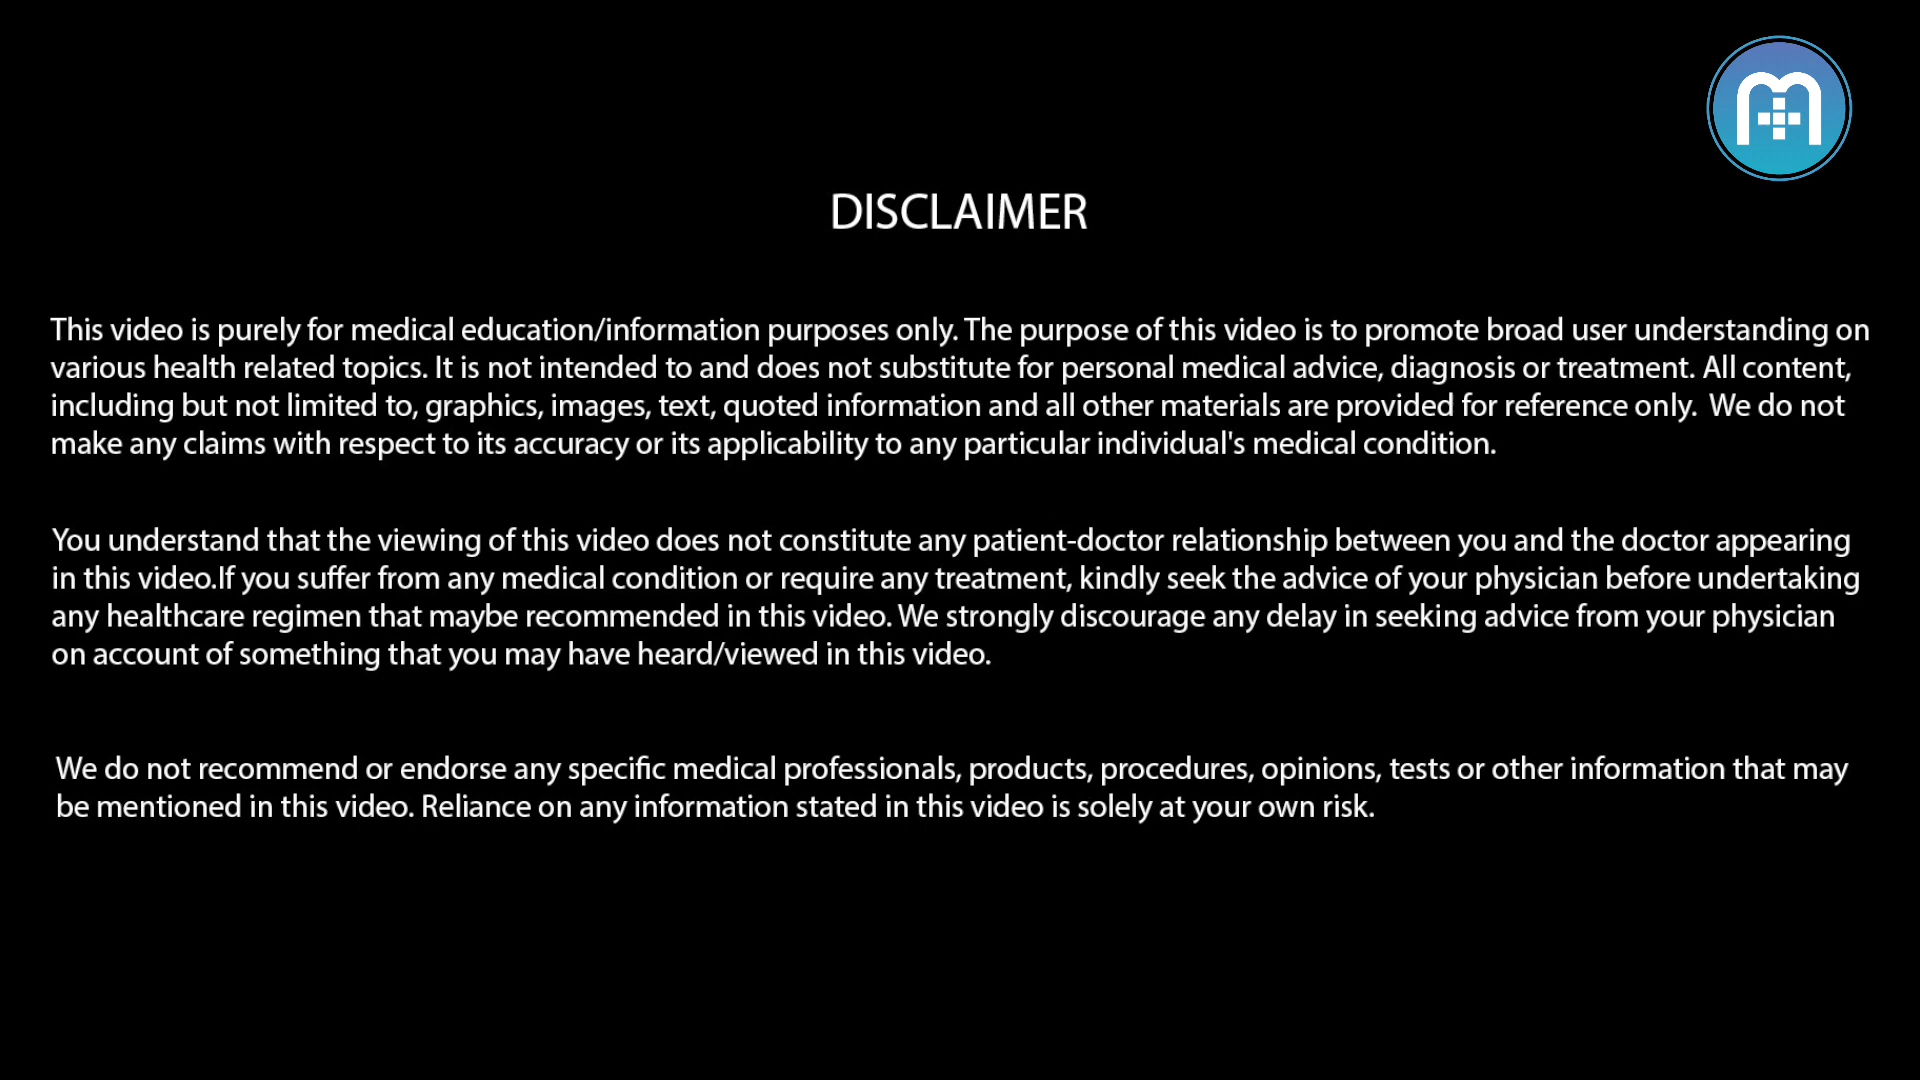 DISCLAIMER
This video is purely for medical education/information purposes only. The purpose of this video is to promote broad user understanding on
various health related topics. It is not intended to and does not substitute for personal medical advice, diagnosis or treatment. All content,
including but not limited to, graphics, images, text, quoted information and all other materials are provided for reference only.  We do not
make any claims with respect to its accuracy or its applicability to any particular individual's medical condition.
You understand that the viewing of this video does not constitute any patient-doctor relationship between you and the doctor appearing
in this video.If you suffer from any medical condition or require any treatment, kindly seek the advice of your physician before undertaking
any healthcare regimen that maybe recommended in this video. We strongly discourage any delay in seeking advice from your physician
on account of something that you may have heard/viewed in this video.
We do not recommend or endorse any specific medical professionals, products, procedures, opinions, tests or other information that may
be mentioned in this video. Reliance on any information stated in this video is solely at your own risk.